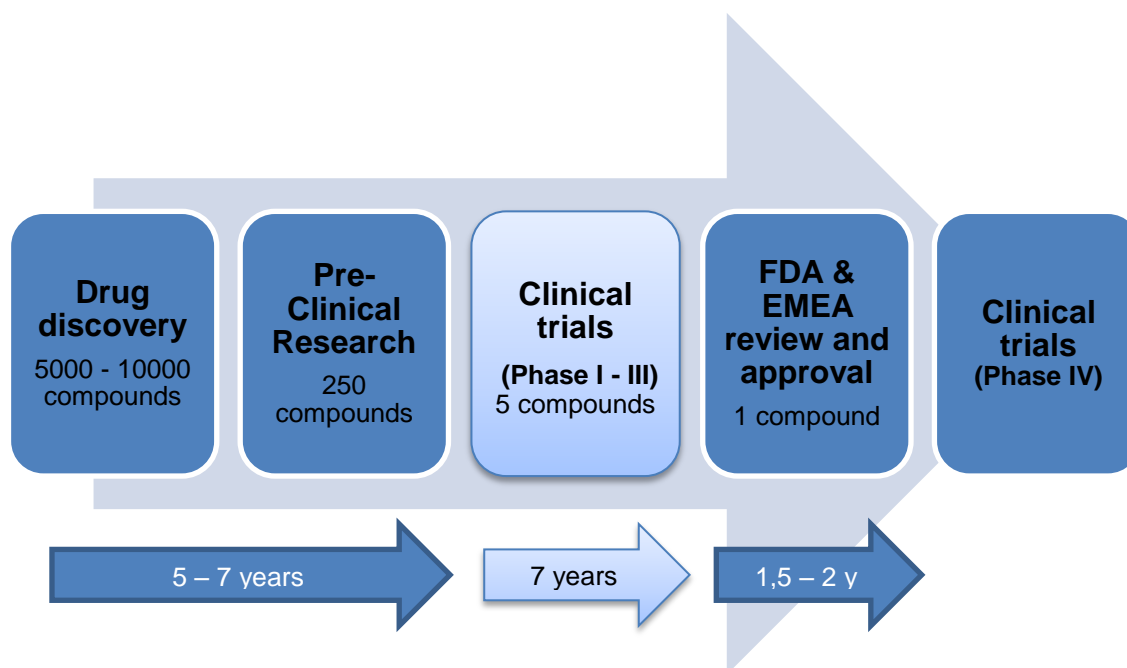 Drug
discovery
5000 - 10000
compounds
Pre-
Clinical
Research
250
compounds
Clinical
trials
(Phase I - III)
5 compounds
FDA &
EMEA
review and
approval
1 compound
Clinical
trials
(Phase IV)
5 – 7 years
7 years
1,5 – 2 y